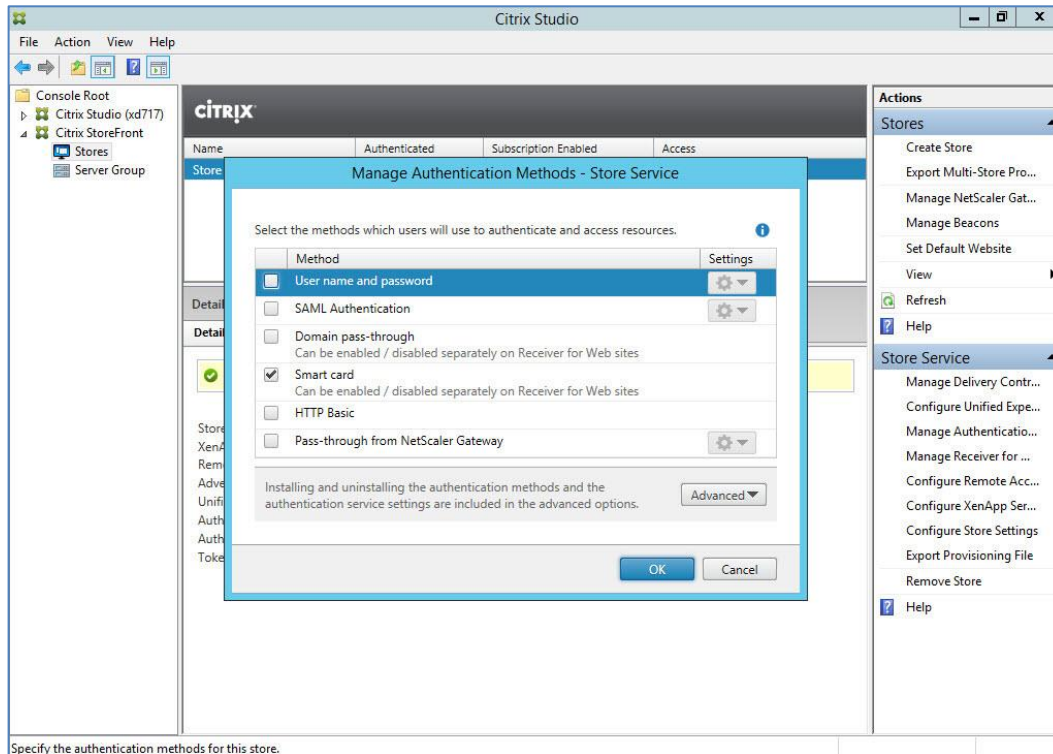 Citrix Studio
File Action View Help
Console Root
Citrix Studio (xd717)
Citrix StoreFront
Stores
Server Group
CİTRIX
Name Authenticated Subscription Enabled Access
Store
Manage Authentication Methods - Store Service
Select the methods which users will use to authenticate and access resources.
Method Settings
User name and password
SAML Authentication
Domain pass-through
Can be enabled / disabled separately on Receiver for Web sites
Smart card
Can be enabled / disabled separately on Receiver for Web sites
HTTP Basic
Pass-through from NetScaler Gateway
Installing and uninstalling the authentication methods and the
authentication service settings are included in the advanced options.
Advanced
OK Cancel
Detail
Detail
Store
XenA
Rem
Adve
Unifi
Auth
Auth
Toke
Actions
Stores
Create Store
Export Multi-Store Pro...
Manage NetScaler Gat...
Manage Beacons
Set Default Website
View
Refresh
Help
Store Service
Manage Delivery Contr...
Configure Unified Expe...
Manage Authenticatio...
Manage Receiver for ...
Configure Remote Acc...
Configure XenApp Ser...
Configure Store Settings
Export Provisioning File
Remove Store
Help
Specify the authentication methods for this store.